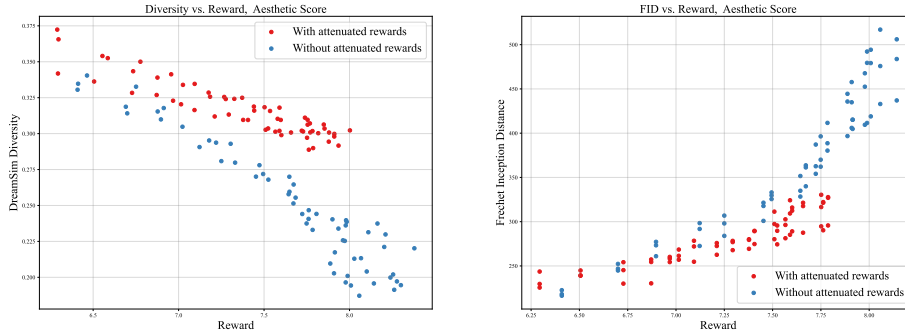 Diversity vs. Reward, Aesthetic Score
With attenuated rewards
Without attenuated rewards
DreamSim Diversity
0.375
0.350
0.325
0.300
0.275
0.250
0.225
0.200
6.5
7.0
7.5
8.0
Reward
FID vs. Reward, Aesthetic Score
Frechet Inception Distance
500
450
400
350
300
250
With attenuated rewards
Without attenuated rewards
6.25
6.50
6.75
7.00
7.25
7.50
7.75
8.00
Reward